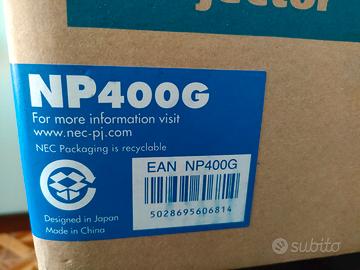 jector
NP400G
For more information visit
www.nec-pj.com
NEC Packaging is recyclable
EAN NP400G
5028695606814
Designed in Japan
Made in China
subito